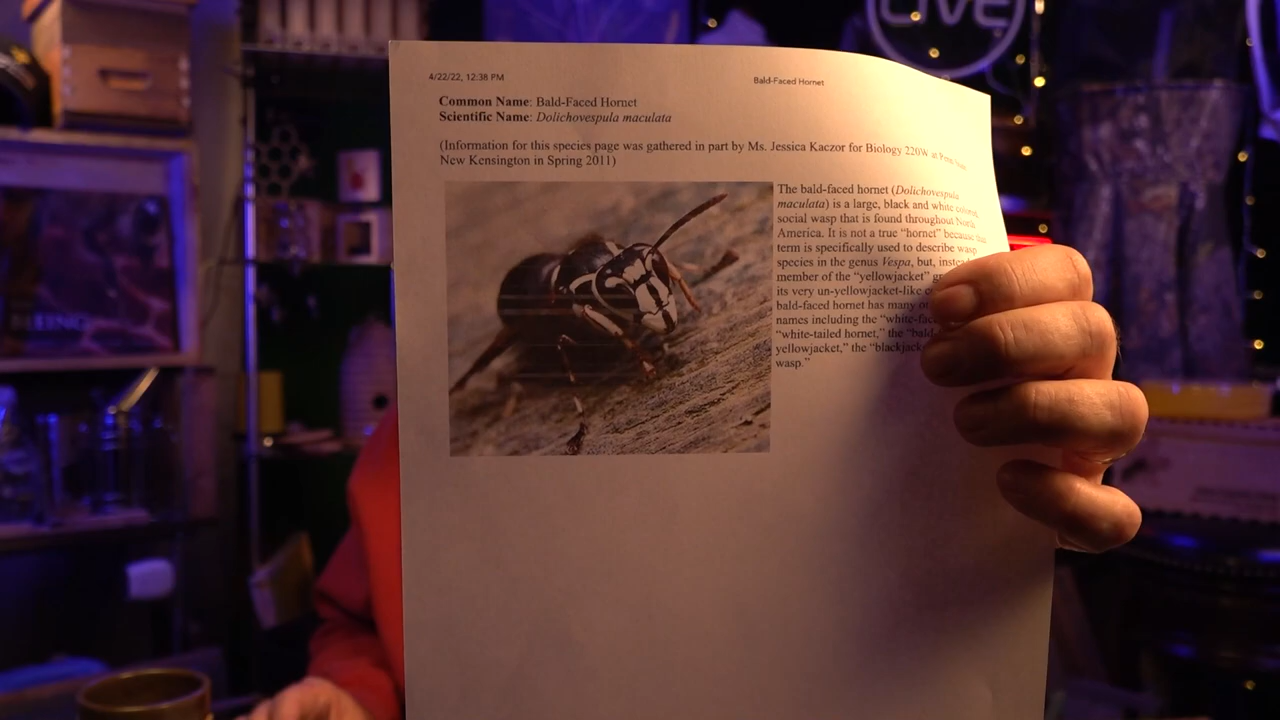 LIVE
4/22/22, 12:38 PM
Bald-Faced Hornet
Common Name: Bald-Faced Hornet
Scientific Name: Dolichovespula maculata
(Information for this species page was gathered in part by Ms. Jessica Kaczor for Biology 220W at Penn
New Kensington in Spring 2011)
The bald-faced hornet (Dolichovespula
maculata) is a large, black and white
social wasp that is found throughout North
America. It is not a true “hornet” because
term is specifically used to describe wasp
species in the genus Vespa, but,
member of the “yellowjacket”
its very un-yellowjacket-like
bald-faced hornet has many
names including the
“white-tailed hornet,” the
yellowjacket,” the
wasp.”